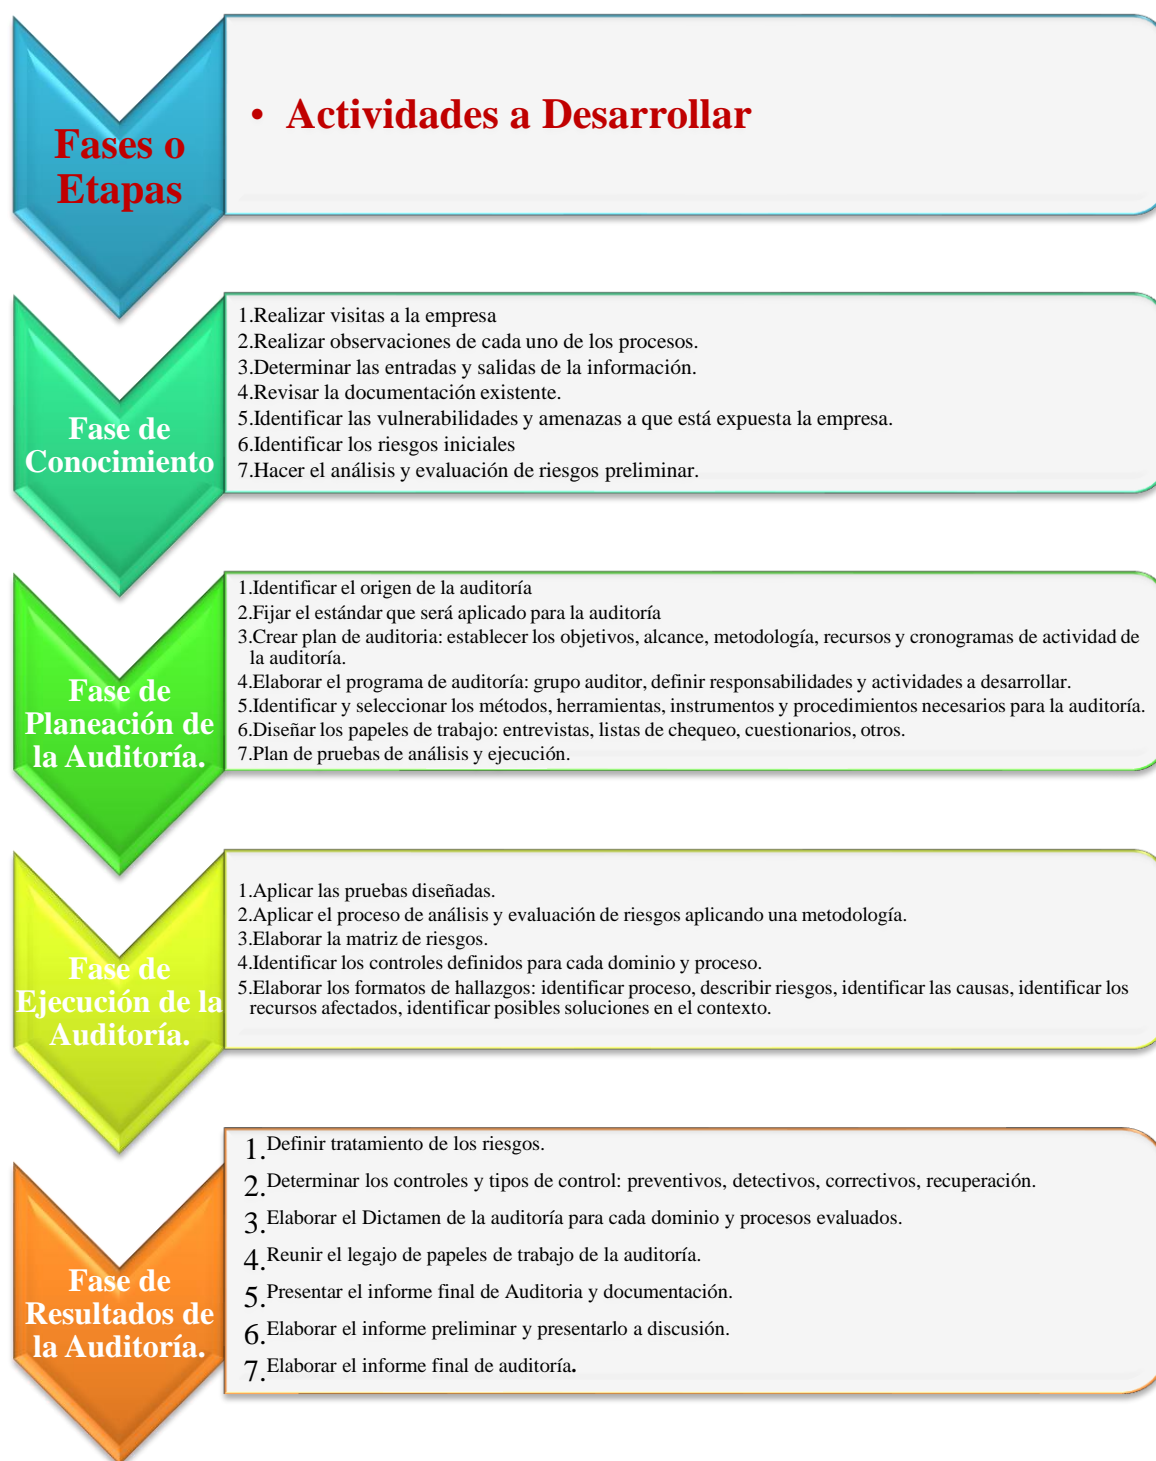 Fases o
Etapas
• Actividades a Desarrollar
Fase de
Conocimiento
1.Realizar visitas a la empresa
2.Realizar observaciones de cada uno de los procesos.
3.Determinar las entradas y salidas de la información.
4.Revisar la documentación existente.
5.Identificar las vulnerabilidades y amenazas a que está expuesta la empresa.
6.Identificar los riesgos iniciales
7.Hacer el análisis y evaluación de riesgos preliminar.
Fase de
Planeación de
la Auditoría.
1.Identificar el origen de la auditoría
2.Fijar el estándar que será aplicado para la auditoría
3.Crear plan de auditoria: establecer los objetivos, alcance, metodología, recursos y cronogramas de actividad de
la auditoría.
4.Elaborar el programa de auditoría: grupo auditor, definir responsabilidades y actividades a desarrollar.
5.Identificar y seleccionar los métodos, herramientas, instrumentos y procedimientos necesarios para la auditoría.
6.Diseñar los papeles de trabajo: entrevistas, listas de chequeo, cuestionarios, otros.
7.Plan de pruebas de análisis y ejecución.
Fase de
Ejecución de la
Auditoría.
1.Aplicar las pruebas diseñadas.
2.Aplicar el proceso de análisis y evaluación de riesgos aplicando una metodología.
3.Elaborar la matriz de riesgos.
4.Identificar los controles definidos para cada dominio y proceso.
5.Elaborar los formatos de hallazgos: identificar proceso, describir riesgos, identificar las causas, identificar los
recursos afectados, identificar posibles soluciones en el contexto.
Fase de
Resultados de
la Auditoría.
1.Definir tratamiento de los riesgos.
2.Determinar los controles y tipos de control: preventivos, detectivos, correctivos, recuperación.
3.Elaborar el Dictamen de la auditoría para cada dominio y procesos evaluados.
4.Reunir el legajo de papeles de trabajo de la auditoría.
5.Presentar el informe final de Auditoria y documentación.
6.Elaborar el informe preliminar y presentarlo a discusión.
7.Elaborar el informe final de auditoría.